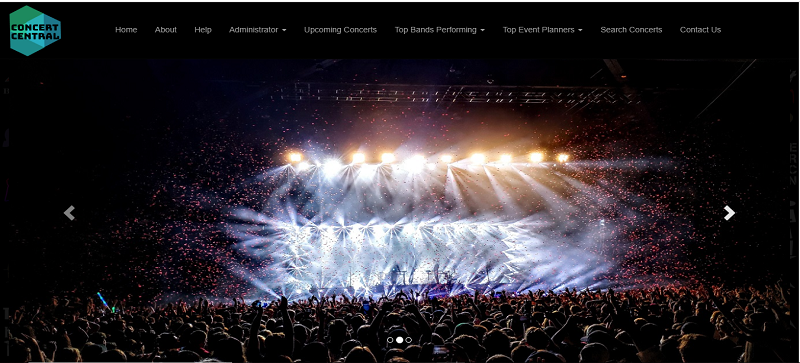 CONCERT
CENTRAL
Home About Help Administrator Upcoming Concerts Top Bands Performing Top Event Planners Search Concerts Contact Us